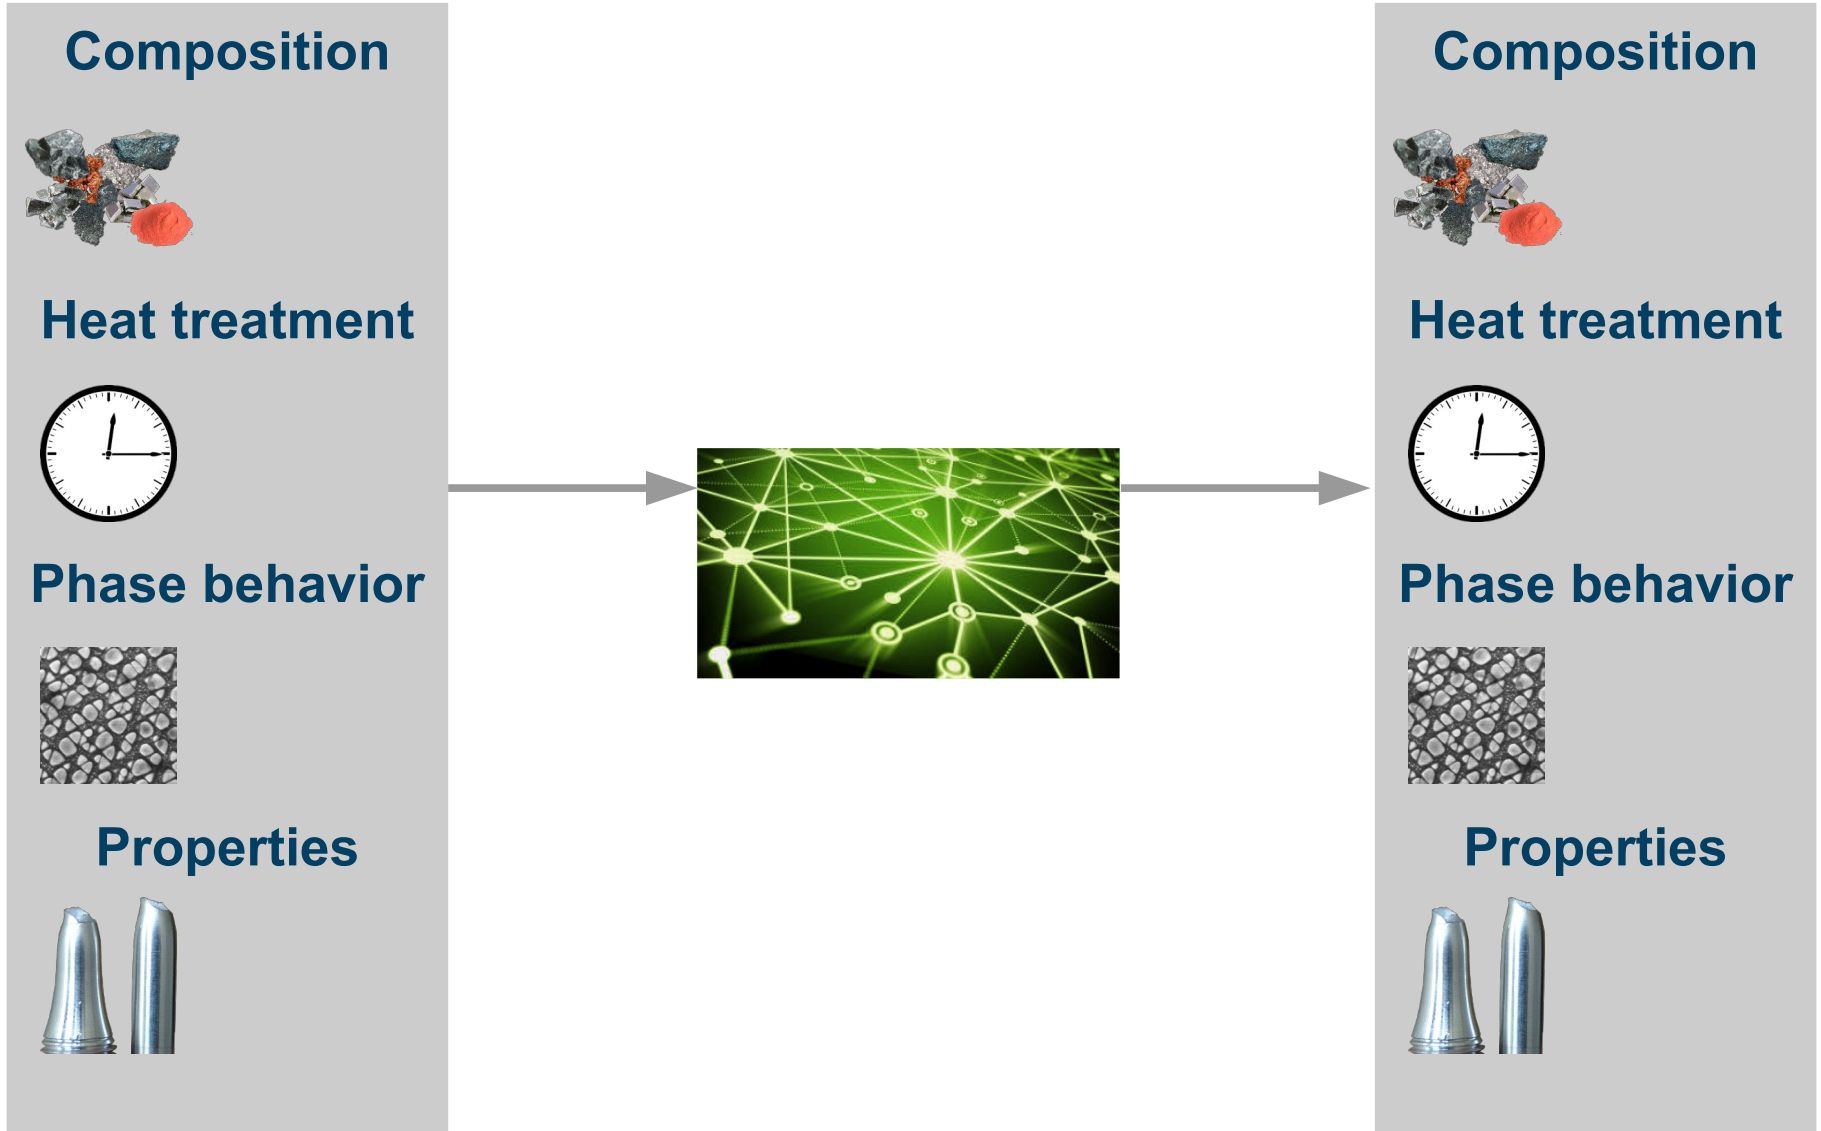 Composition
Heat treatment
Phase behavior
Properties
Composition
Heat treatment
Phase behavior
Properties